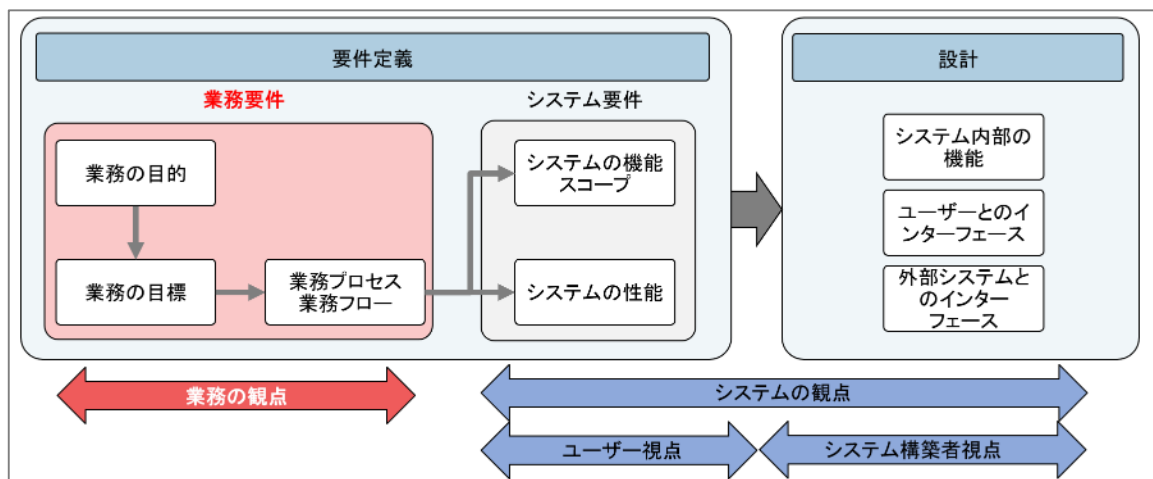 要件定義
設計
業務要件
システム要件
業務の目的
業務の目標
業務プロセス
業務フロー
システムの機能
スコープ
システムの性能
システム内部の
機能
ユーザーとのイ
ンターフェース
外部システムと
のインター
フェース
業務の観点
システムの観点
ユーザー視点
システム構築者視点